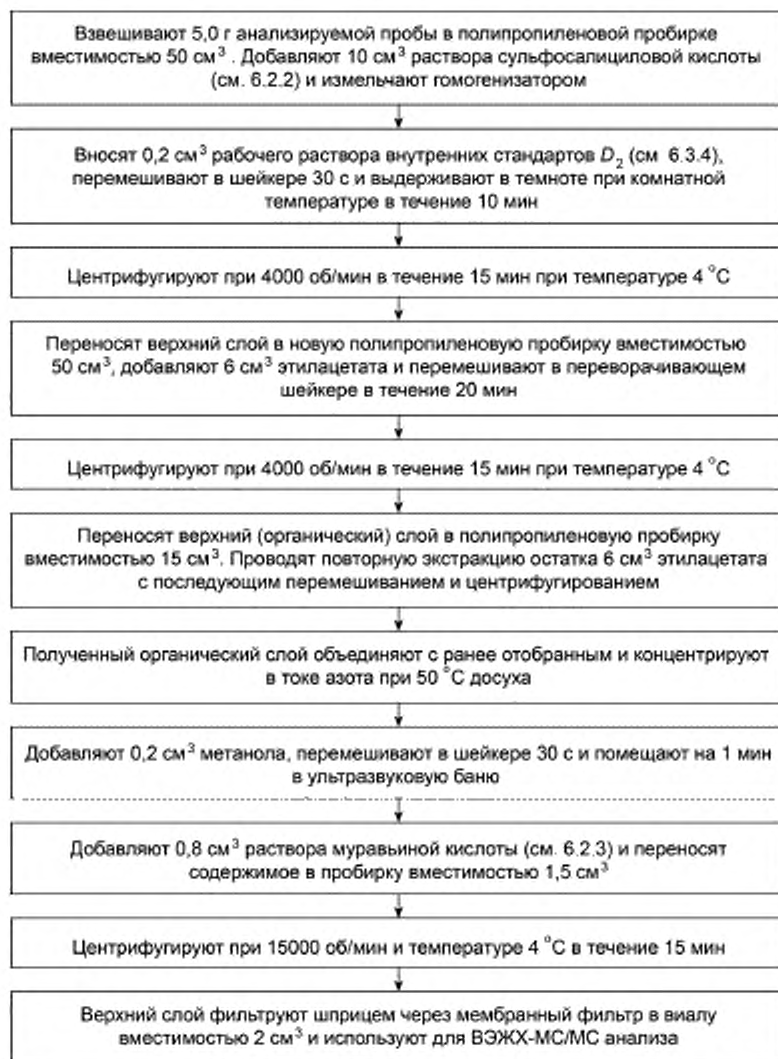 Взвешивают 5,0 г анализируемой пробы в полипропиленовой пробирке
вместимостью 50 см³ . Добавляют 10 см³ раствора сульфосалициловой кислоты
(см. 6.2.2) и измельчают гомогенизатором
Вносят 0,2 см³ рабочего раствора внутренних стандартов D₂ (см 6.3.4),
перемешивают в шейкере 30 с и выдерживают в темноте при комнатной
температуре в течение 10 мин
Центрифугируют при 4000 об/мин в течение 15 мин при температуре 4 °С
Переносят верхний слой в новую полипропиленовую пробирку вместимостью
50 см³, добавляют 6 см³ этилацетата и перемешивают в переворачивающем
шейкере в течение 20 мин
Центрифугируют при 4000 об/мин в течение 15 мин при температуре 4 °С
Переносят верхний (органический) слой в полипропиленовую пробирку
вместимостью 15 см³. Проводят повторную экстракцию остатка 6 см³ этилацетата
с последующим перемешиванием и центрифугированием
Полученный органический слой объединяют с ранее отобранным и концентрируют
в токе азота при 50 °С досуха
Добавляют 0,2 см³ метанола, перемешивают в шейкере 30 с и помещают на 1 мин
в ультразвуковую баню
Добавляют 0,8 см³ раствора муравьиной кислоты (см. 6.2.3) и переносят
содержимое в пробирку вместимостью 1,5 см³
Центрифугируют при 15000 об/мин и температуре 4 °С в течение 15 мин
Верхний слой фильтруют шприцем через мембранный фильтр в виалу
вместимостью 2 см³ и используют для ВЭЖХ-МС/МС анализа